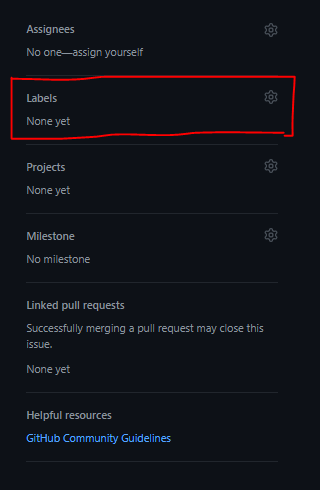 Assignees
No one—assign yourself
Labels
None yet
Projects
None yet
Milestone
No milestone
Linked pull requests
Successfully merging a pull request may close this
issue.
None yet
Helpful resources
GitHub Community Guidelines